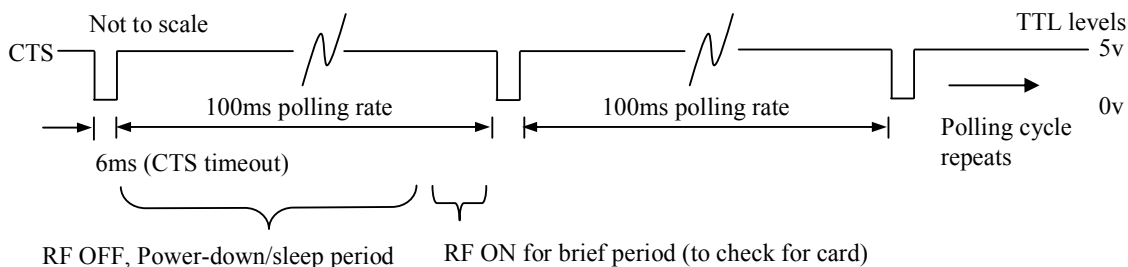 Not to scale
TTL levels
CTS
5v
100ms polling rate
100ms polling rate
0v
6ms (CTS timeout)
Polling cycle
repeats
RF OFF, Power-down/sleep period
RF ON for brief period (to check for card)